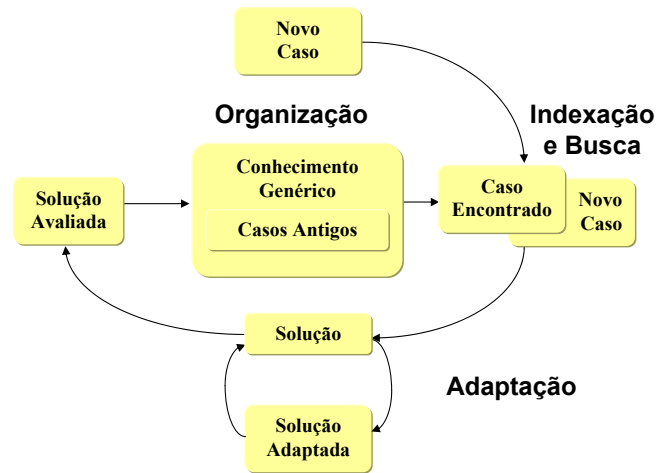 Novo
Caso
Organização
Indexação
e Busca
Conhecimento
Genérico
Casos Antigos
Solução
Avaliada
Caso
Encontrado
Novo
Caso
Solução
Adaptação
Solução
Adaptada